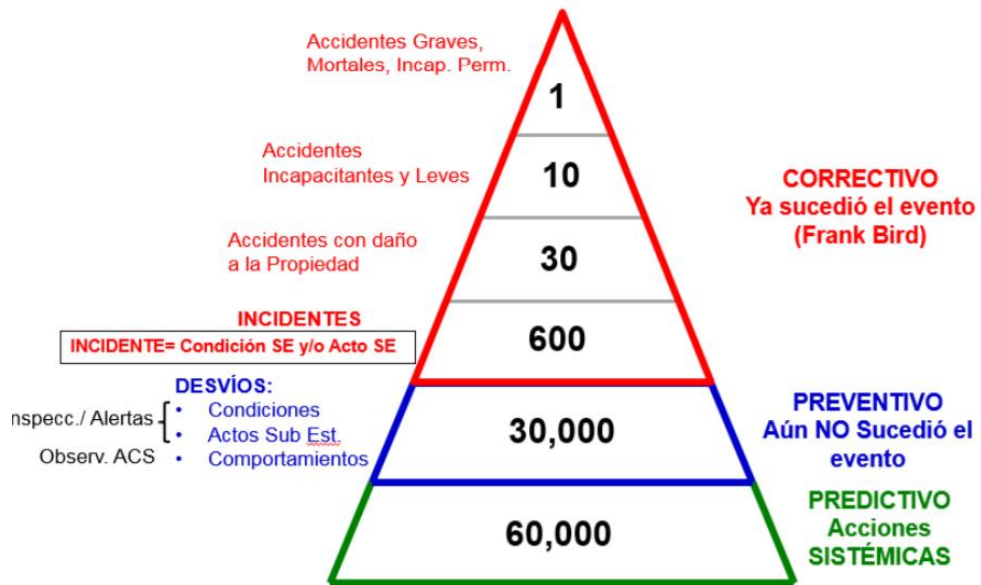 Accidentes Graves,
Mortales, Incap. Perm.
1
Accidentes
Incapacitantes y Leves
10
CORRECTIVO
Ya sucedió el evento
(Frank Bird)
Accidentes con daño
a la Propiedad
30
INCIDENTES
INCIDENTE= Condición SE y/o Acto SE
600
DESVÍOS:
nspecc./ Alertas
• Condiciones
• Actos Sub Est.
Observ. ACS
• Comportamientos
30,000
PREVENTIVO
Aún NO Sucedió el
evento
60,000
PREDICTIVO
Acciones
SISTÉMICAS